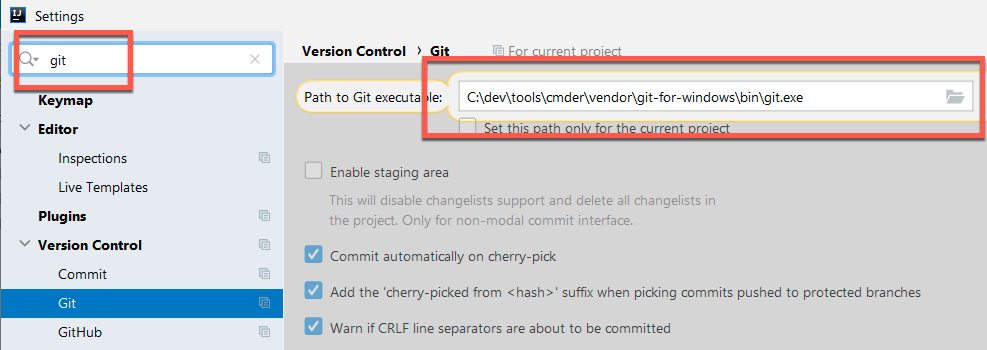 Settings
git
Keymap
Editor
Inspections
Live Templates
Plugins
Version Control
Commit
Git
GitHub
Version Control › Git For current project
Path to Git executable: C:\dev\tools\cmder\vendor\git-for-windows\bin\git.exe
Set this path only for the current project
Enable staging area
This will disable changelists support and delete all changelists in
the project. Only for non-modal commit interface.
Commit automatically on cherry-pick
Add the 'cherry-picked from <hash>' suffix when picking commits pushed to protected branches
Warn if CRLF line separators are about to be committed